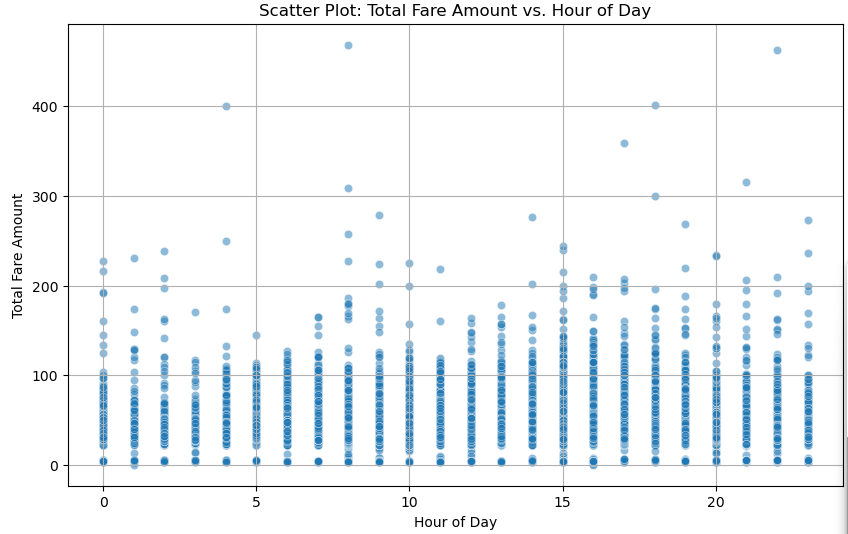 Scatter Plot: Total Fare Amount vs. Hour of Day
400
300
200
100
0
Total Fare Amount
0 5 10 15 20
Hour of Day